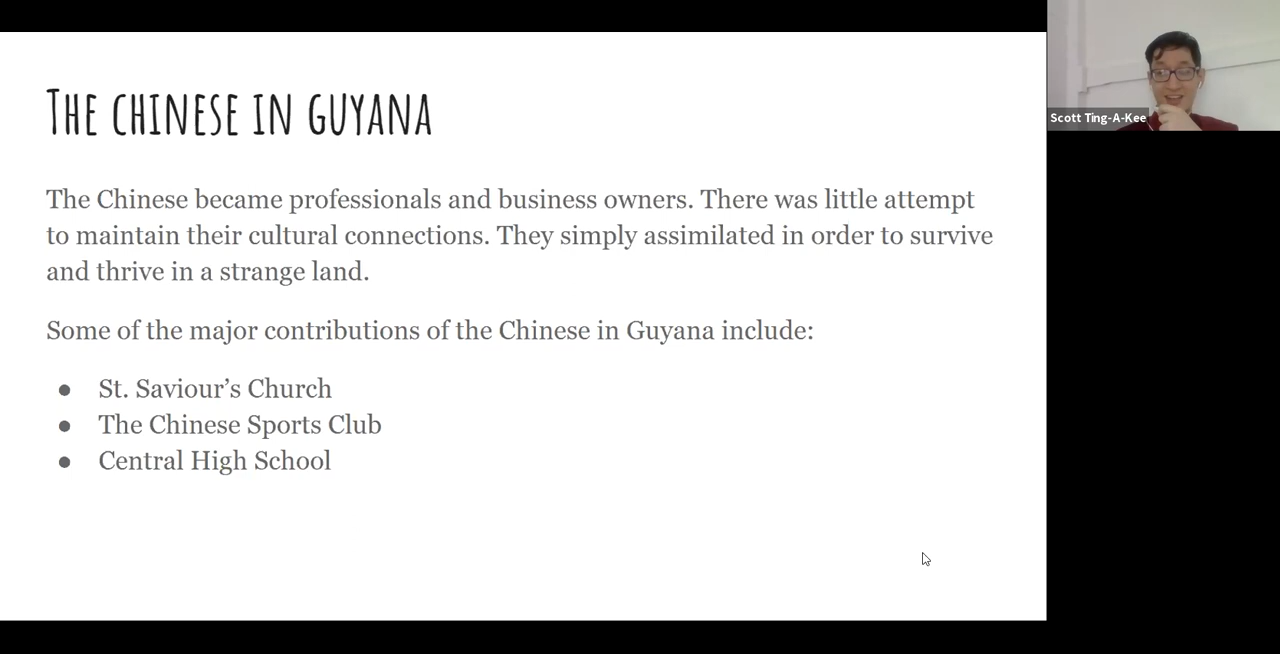 THE CHINESE IN GUYANA
The Chinese became professionals and business owners. There was little attempt
to maintain their cultural connections. They simply assimilated in order to survive
and thrive in a strange land.
Some of the major contributions of the Chinese in Guyana include:
● St. Saviour’s Church
● The Chinese Sports Club
● Central High School
Scott Ting-A-Kee